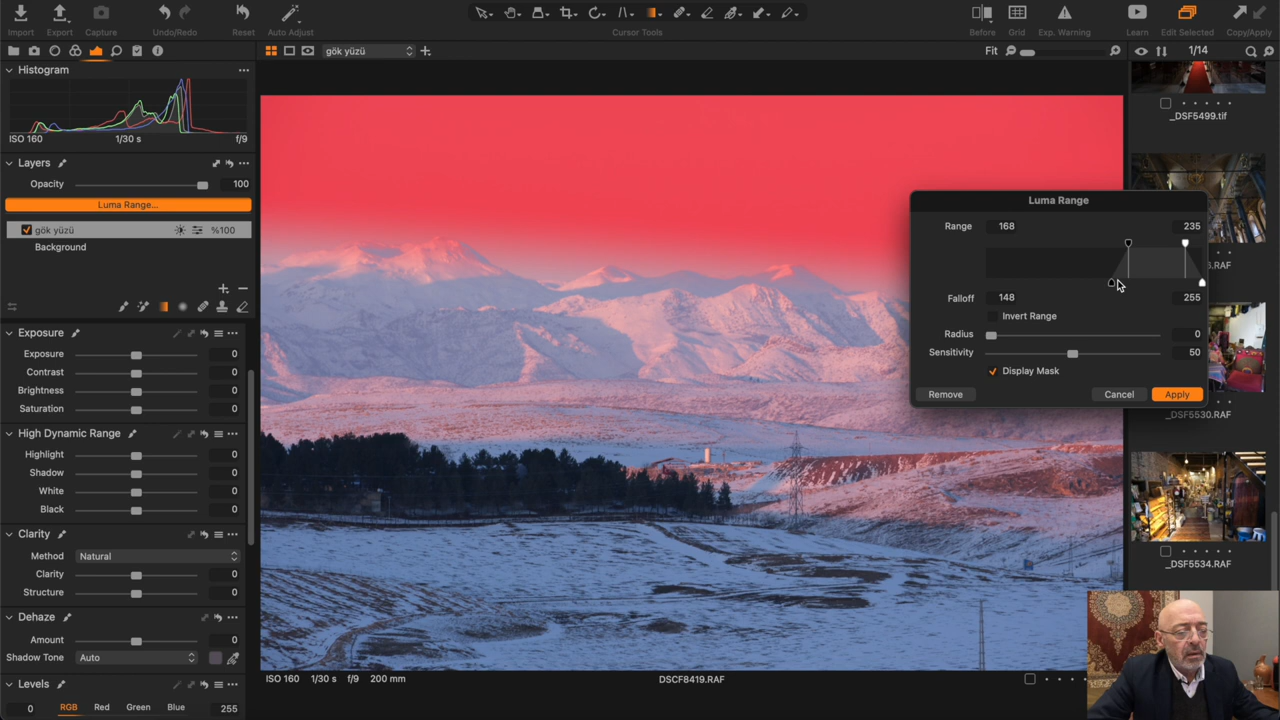 Import
Export
Capture
Undo/Redo
Reset
Auto Adjust
Cursor Tools
Before
Grid
Exp. Warning
Learn
Edit Selected
Copy/Apply
gök yüzü
Fit
1/14
Histogram
ISO 160
1/30 s
f/9
Layers
Opacity
100
Luma Range...
gök yüzü
%100
Background
Exposure
Exposure 0
Contrast 0
Brightness 0
Saturation 0
High Dynamic Range
Highlight 0
Shadow 0
White 0
Black 0
Clarity
Method Natural
Clarity 0
Structure 0
Dehaze
Amount 0
Shadow Tone Auto
Levels
0 RGB Red Green Blue 255
Luma Range
Range 168 235
Falloff 148 255
Invert Range
Radius 0
Sensitivity 50
Display Mask
Remove Cancel Apply
ISO 160 1/30 s f/9 200 mm
DSCF8419.RAF
_DSF5499.tif
.RAF
_DSF5530.RAF
_DSF5534.RAF